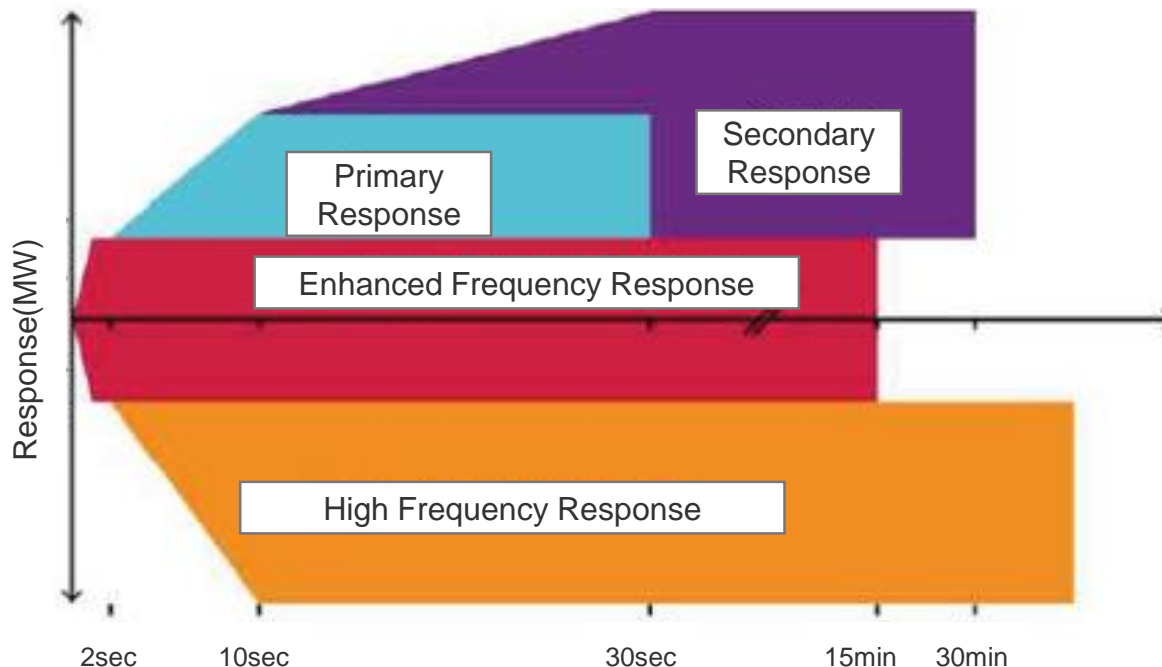 Secondary
Response
Primary
Response
Enhanced Frequency Response
Response(MW)
High Frequency Response
2sec 10sec 30sec 15min 30min